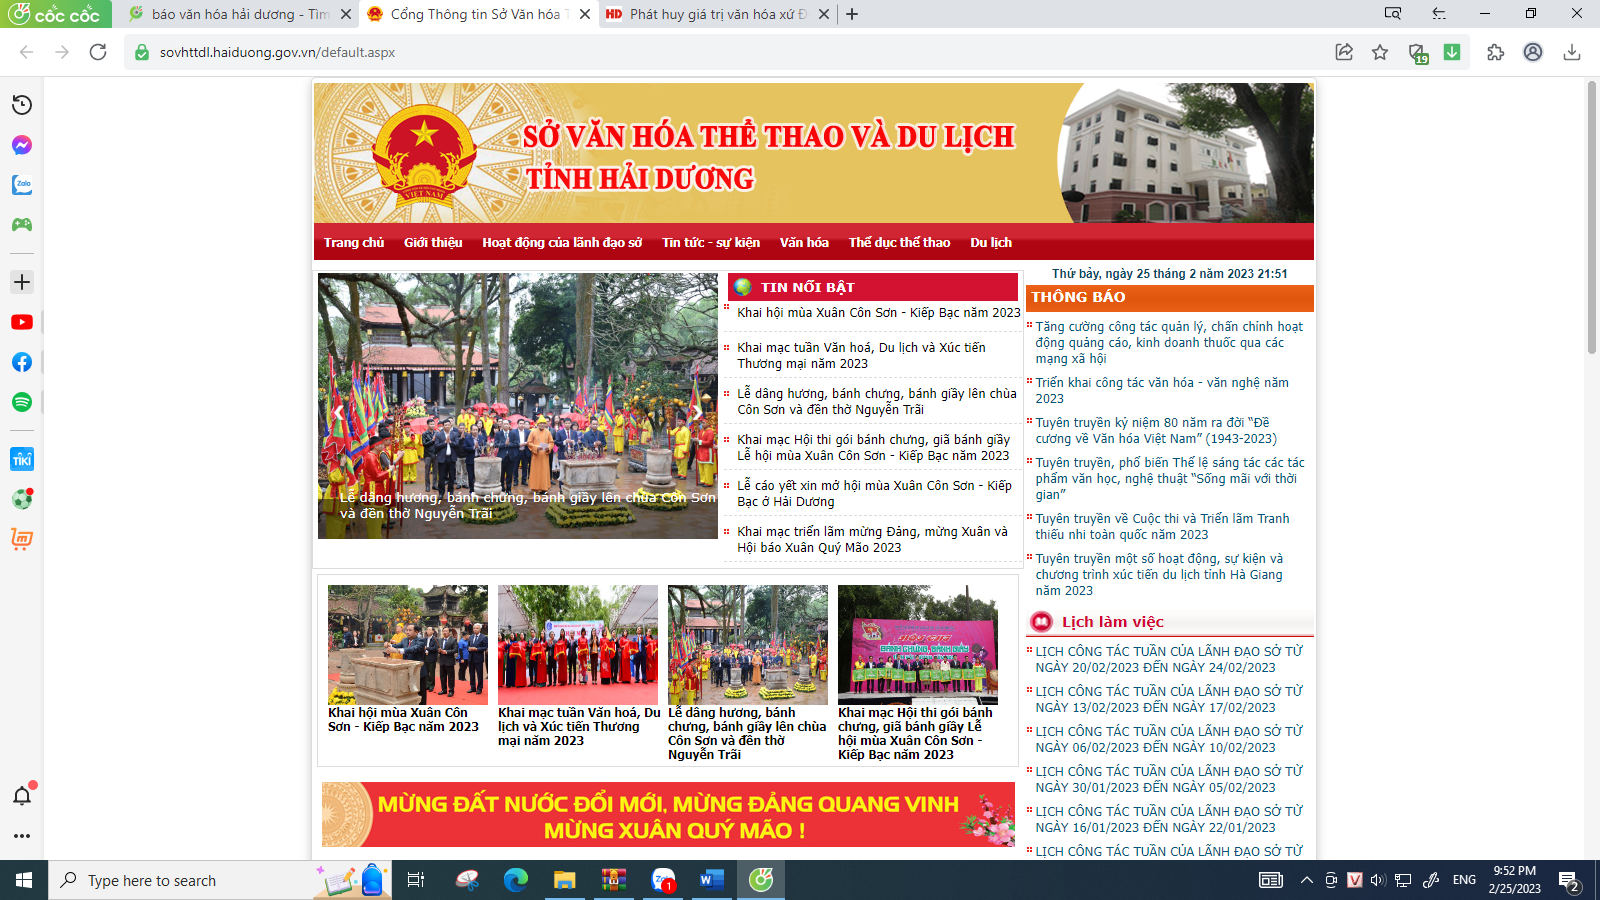 cốc cốc
báo văn hóa hải dương - Tìm
Cổng Thông tin Sở Văn hóa T
HD Phát huy giá trị văn hóa xứ Đ
sovhttdl.haiduong.gov.vn/default.aspx
19
SỞ VĂN HÓA THỂ THAO VÀ DU LỊCH
TỈNH HẢI DƯƠNG
VIỆT NAM
Trang chủ Giới thiệu Hoạt động của lãnh đạo sở Tin tức - sự kiện Văn hóa Thể dục thể thao Du lịch
Lễ dâng hương, bánh chưng, bánh giầy lên chùa Côn Sơn
và đền thờ Nguyễn Trãi
TIN NỔI BẬT
Khai hội mùa Xuân Côn Sơn - Kiếp Bạc năm 2023
Khai mạc tuần Văn hoá, Du lịch và Xúc tiến
Thương mại năm 2023
Lễ dâng hương, bánh chưng, bánh giầy lên chùa
Côn Sơn và đền thờ Nguyễn Trãi
Khai mạc Hội thi gói bánh chưng, giã bánh giầy
Lễ hội mùa Xuân Côn Sơn - Kiếp Bạc năm 2023
Lễ cáo yết xin mở hội mùa Xuân Côn Sơn - Kiếp
Bạc ở Hải Dương
Khai mạc triển lãm mừng Đảng, mừng Xuân và
Hội báo Xuân Quý Mão 2023
Thứ bảy, ngày 25 tháng 2 năm 2023 21:51
THÔNG BÁO
Tăng cường công tác quản lý, chấn chỉnh hoạt
động quảng cáo, kinh doanh thuốc qua các
mạng xã hội
Triển khai công tác văn hóa - văn nghệ năm
2023
Tuyên truyền kỷ niệm 80 năm ra đời “Đề
cương về Văn hóa Việt Nam” (1943-2023)
Tuyên truyền, phổ biến Thể lệ sáng tác các tác
phẩm văn học, nghệ thuật “Sống mãi với thời
gian”
Tuyên truyền về Cuộc thi và Triển lãm Tranh
thiếu nhi toàn quốc năm 2023
Tuyên truyền một số hoạt động, sự kiện và
chương trình xúc tiến du lịch tỉnh Hà Giang
năm 2023
Lịch làm việc
LỊCH CÔNG TÁC TUẦN CỦA LÃNH ĐẠO SỞ TỪ
NGÀY 20/02/2023 ĐẾN NGÀY 24/02/2023
LỊCH CÔNG TÁC TUẦN CỦA LÃNH ĐẠO SỞ TỪ
NGÀY 13/02/2023 ĐẾN NGÀY 17/02/2023
LỊCH CÔNG TÁC TUẦN CỦA LÃNH ĐẠO SỞ TỪ
NGÀY 06/02/2023 ĐẾN NGÀY 10/02/2023
LỊCH CÔNG TÁC TUẦN CỦA LÃNH ĐẠO SỞ TỪ
NGÀY 30/01/2023 ĐẾN NGÀY 05/02/2023
LỊCH CÔNG TÁC TUẦN CỦA LÃNH ĐẠO SỞ TỪ
NGÀY 16/01/2023 ĐẾN NGÀY 22/01/2023
LỊCH CÔNG TÁC TUẦN CỦA LÃNH ĐẠO SỞ TỪ
Khai hội mùa Xuân Côn
Sơn - Kiếp Bạc năm 2023
Khai mạc tuần Văn hoá, Du
lịch và Xúc tiến Thương
mại năm 2023
Lễ dâng hương, bánh
chưng, bánh giầy lên chùa
Côn Sơn và đền thờ
Nguyễn Trãi
Khai mạc Hội thi gói bánh
chưng, giã bánh giầy Lễ
hội mùa Xuân Côn Sơn -
Kiếp Bạc năm 2023
MỪNG ĐẤT NƯỚC ĐỔI MỚI, MỪNG ĐẢNG QUANG VINH
MỪNG XUÂN QUÝ MÃO !
Zalo
TIKI
Type here to search
Zalo
1
ENG
9:52 PM
2/25/2023
2